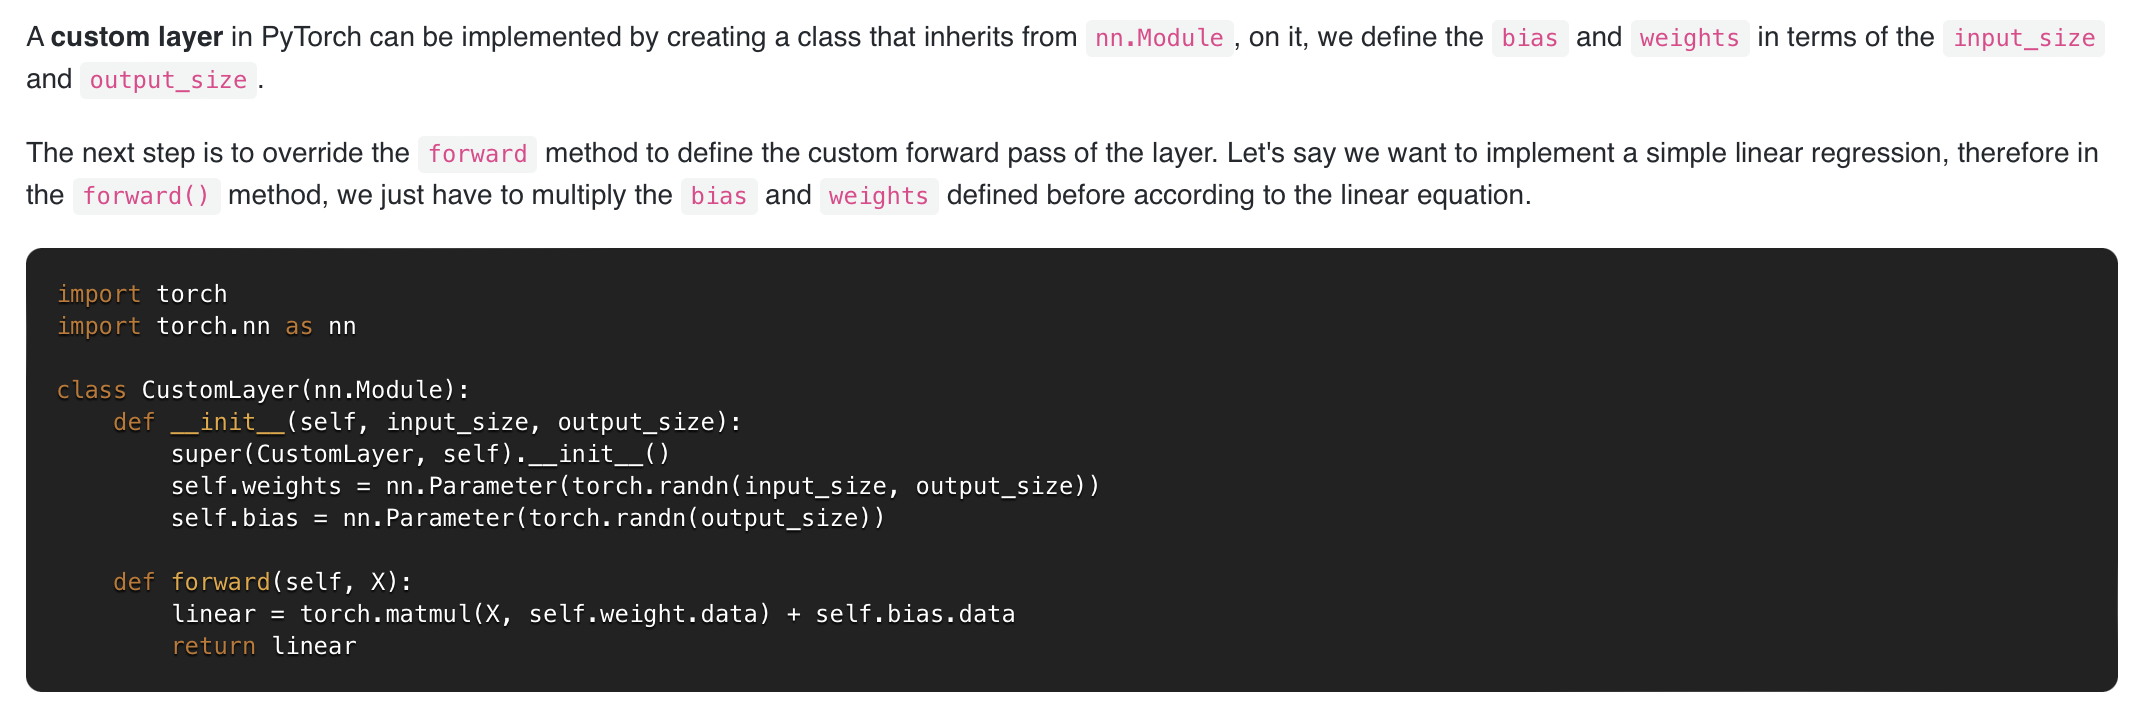 A custom layer in PyTorch can be implemented by creating a class that inherits from nn.Module, on it, we define the bias and weights in terms of the input_size
and output_size.
The next step is to override the forward method to define the custom forward pass of the layer. Let's say we want to implement a simple linear regression, therefore in
the forward() method, we just have to multiply the bias and weights defined before according to the linear equation.
import torch
import torch.nn as nn
class CustomLayer(nn.Module):
    def __init__(self, input_size, output_size):
        super(CustomLayer, self).__init__()
        self.weights = nn.Parameter(torch.randn(input_size, output_size))
        self.bias = nn.Parameter(torch.randn(output_size))
    def forward(self, X):
        linear = torch.matmul(X, self.weight.data) + self.bias.data
        return linear